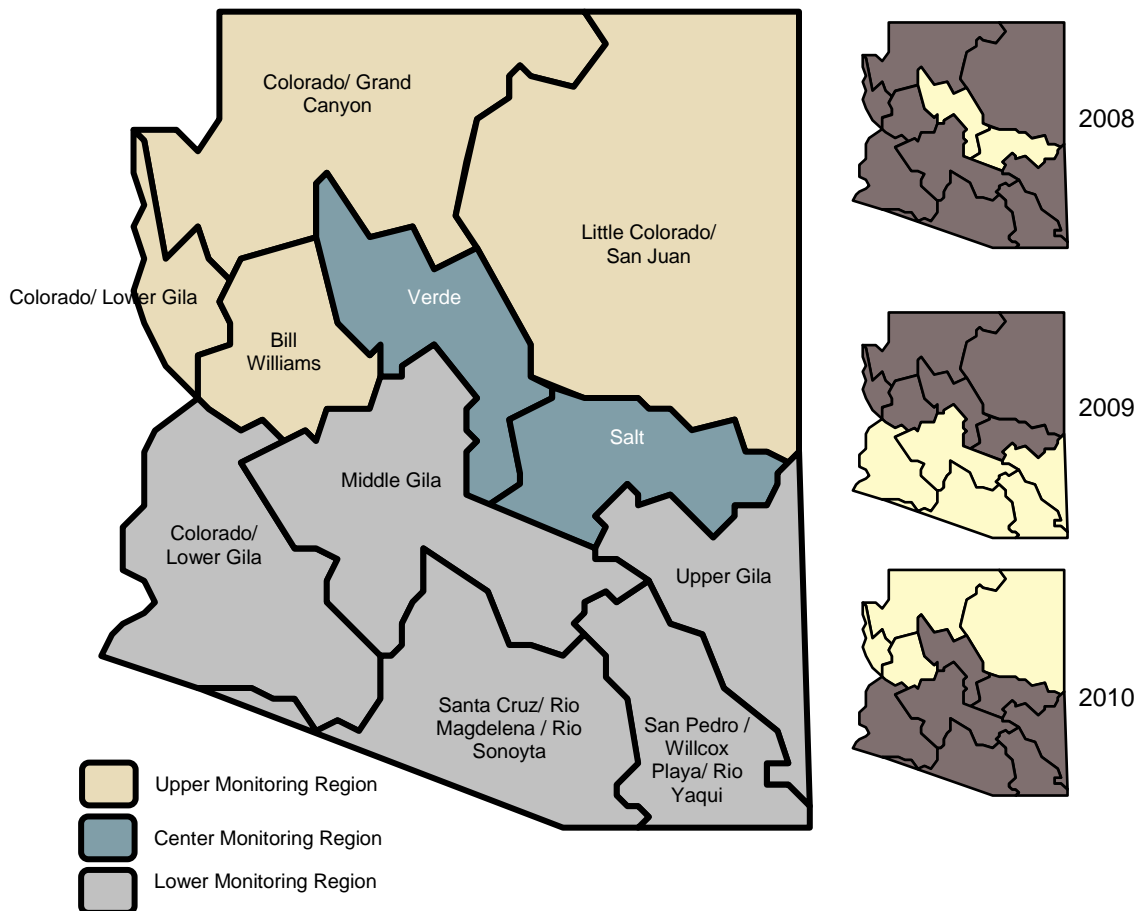 Colorado/ Grand
Canyon
2008
Little Colorado/
San Juan
Colorado/ Lower Gila
Verde
Bill
Williams
2009
Salt
Middle Gila
Colorado/
Lower Gila
Upper Gila
Santa Cruz/ Rio
Magdelena / Rio
Sonoyta
San Pedro /
Willcox
Playa/ Rio
Yaqui
2010
Upper Monitoring Region
Center Monitoring Region
Lower Monitoring Region